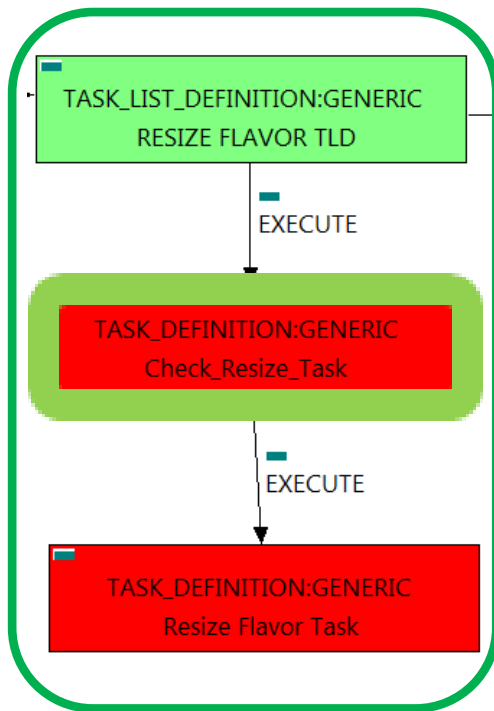 TASK_LIST_DEFINITION:GENERIC
RESIZE FLAVOR TLD
EXECUTE
TASK_DEFINITION:GENERIC
Check_Resize_Task
EXECUTE
TASK_DEFINITION:GENERIC
Resize Flavor Task